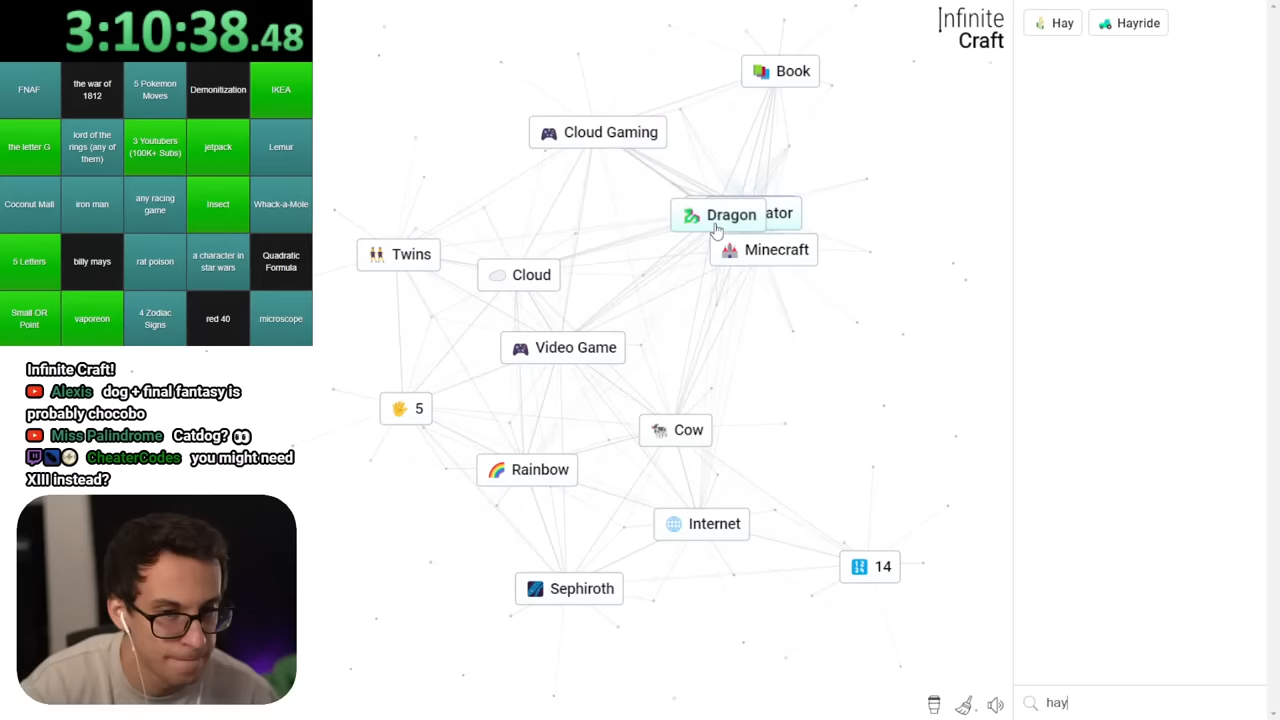 3:10:38.48
FNAF
the war of
1812
5 Pokemon
Moves
Demonitization
IKEA
the letter G
lord of the
rings (any of
them)
3 Youtubers
(100K+ Subs)
jetpack
Lemur
Coconut Mall
iron man
any racing
game
Insect
Whack-a-Mole
5 Letters
billy mays
rat poison
a character in
star wars
Quadratic
Formula
Small OR
Point
vaporeon
4 Zodiac
Signs
red 40
microscope
Infinite Craft!
Alexis dog + final fantasy is
probably chocobo
Miss Palindrome Catdog? 👀
CheaterCodes you might need
XIII instead?
Infinite
Craft
Book
Cloud Gaming
Dragon
ator
Minecraft
Twins
Cloud
Video Game
5
Cow
Rainbow
Internet
14
Sephiroth
Hay
Hayride
hay